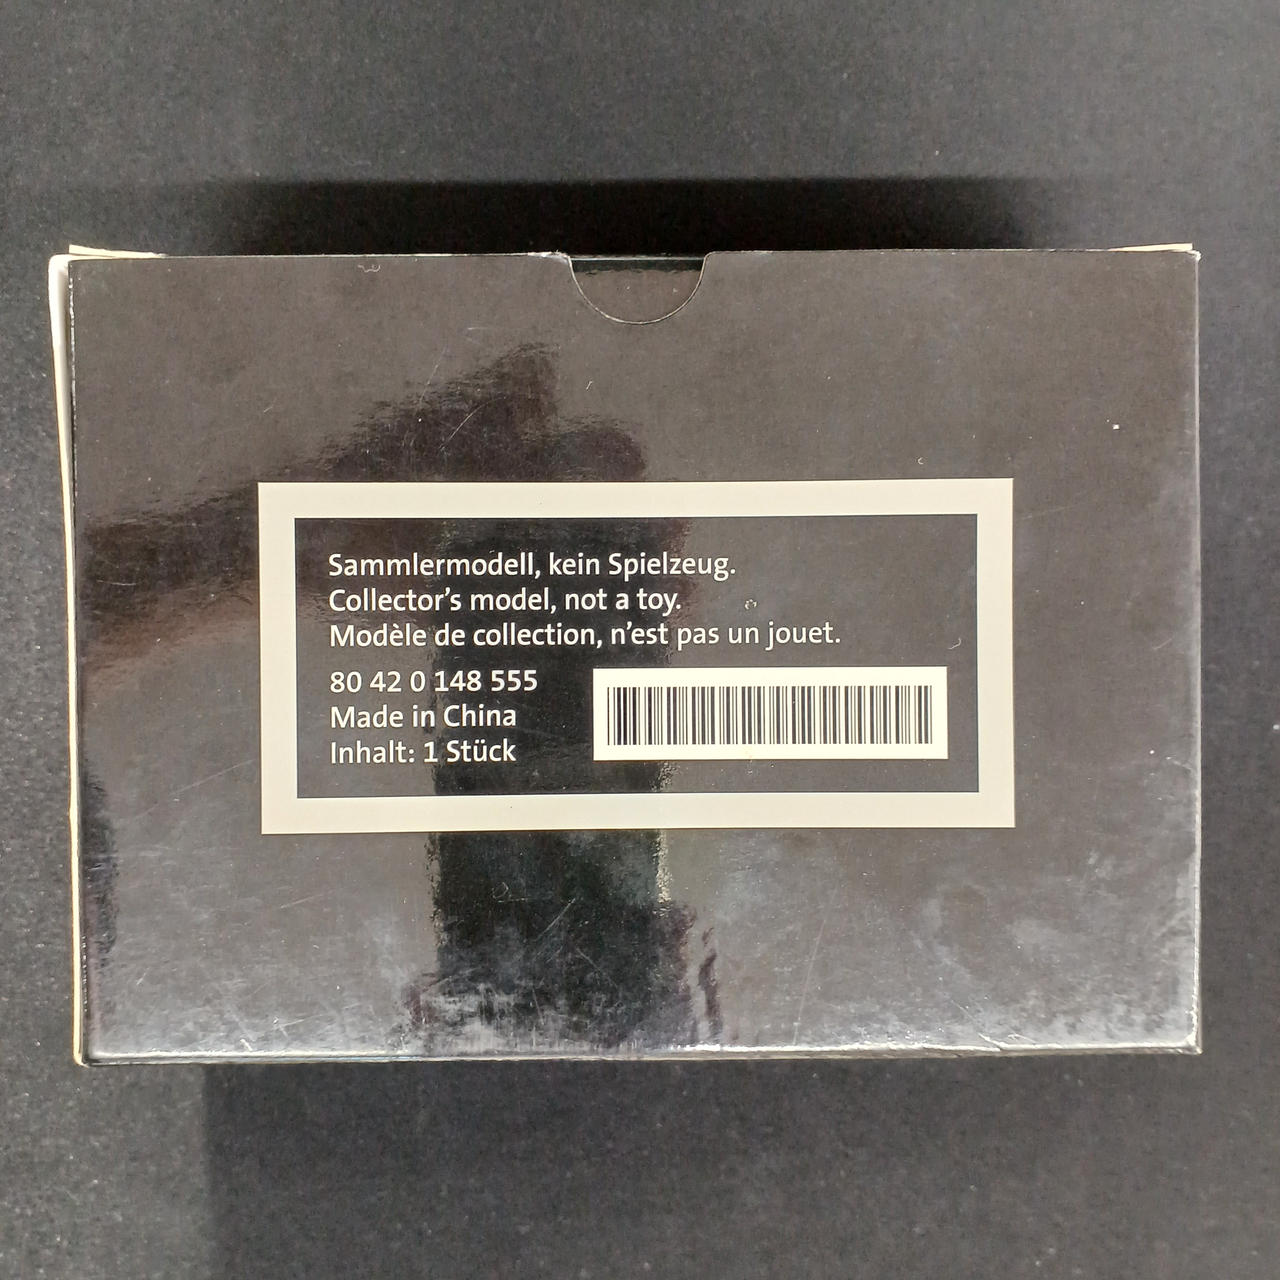 Sammlermodell, kein Spielzeug.
Collector's model, not a toy.
Modèle de collection, n'est pas un jouet.
80 42 0 148 555
Made in China
Inhalt: 1 Stück